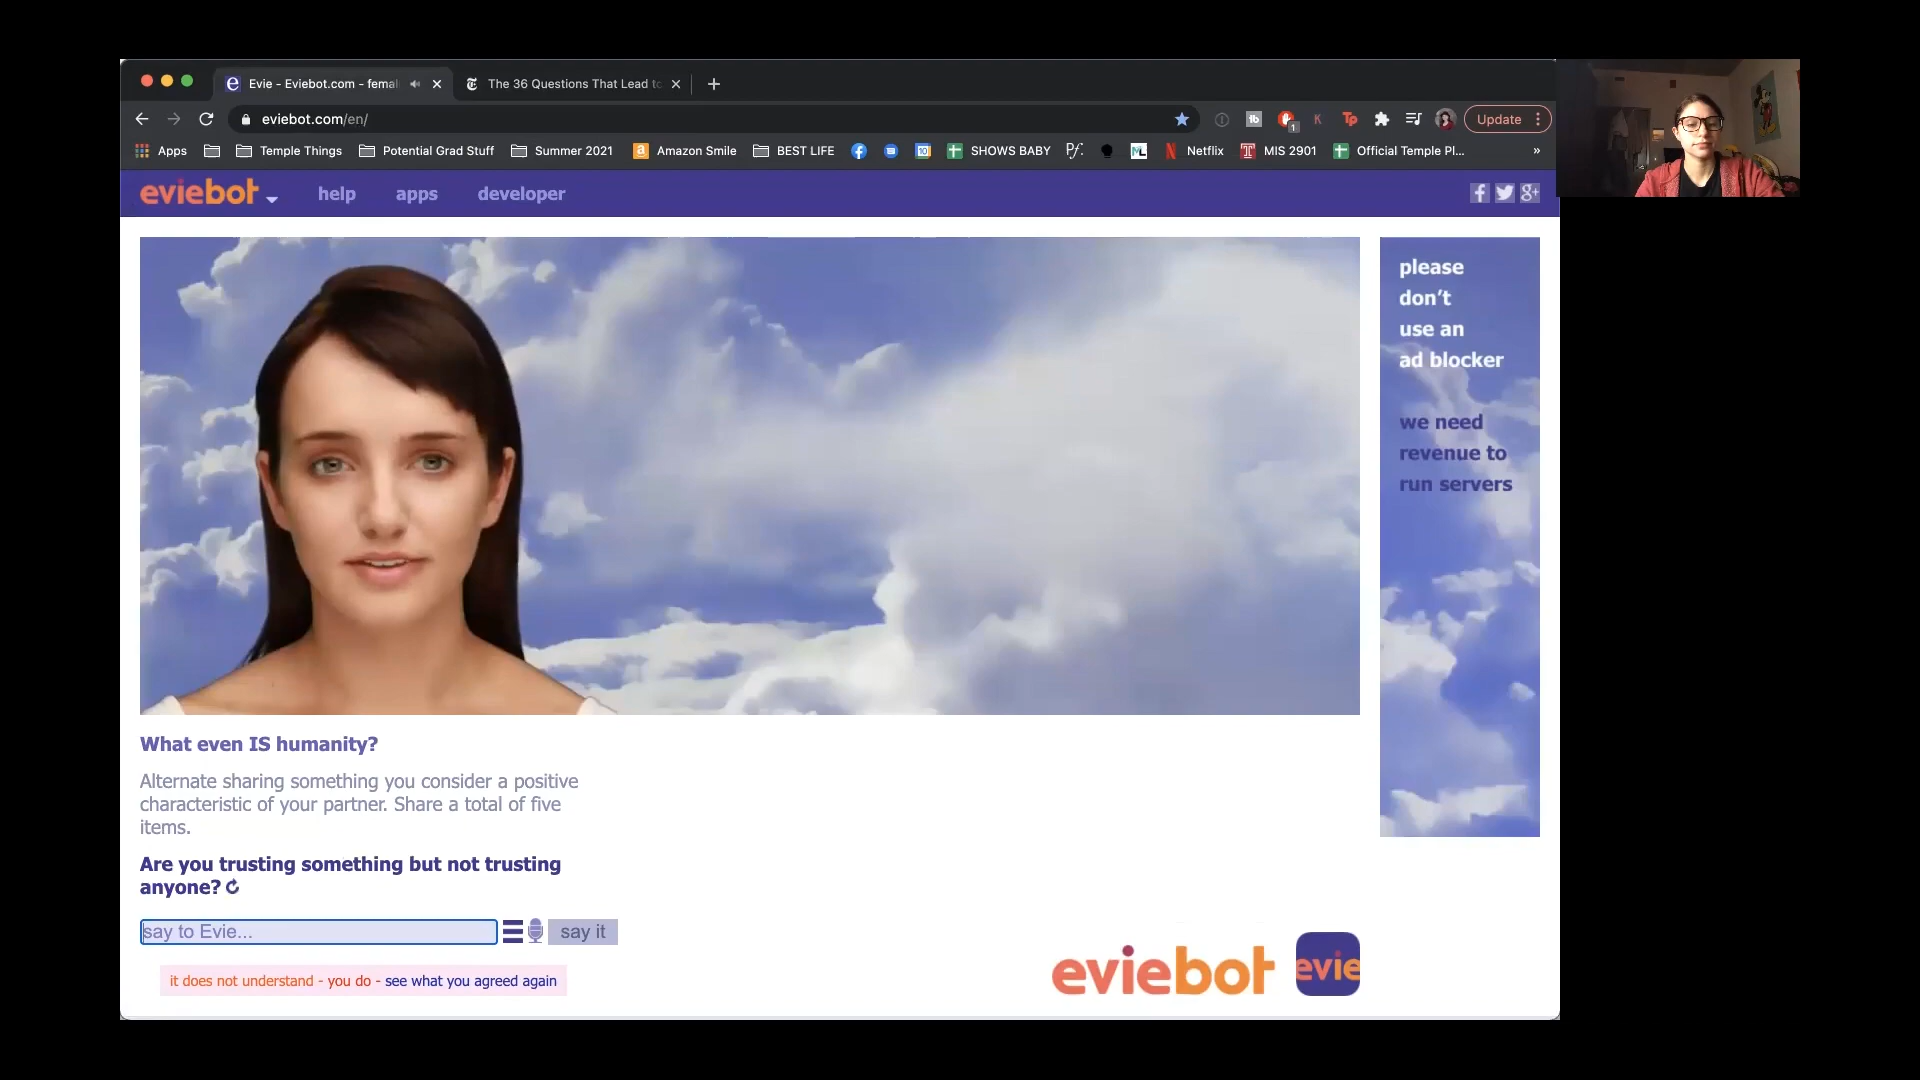 Evie - Eviebot.com - femal
The 36 Questions That Lead to
eviebot.com/en/
Update
Apps
Temple Things
Potential Grad Stuff
Summer 2021
Amazon Smile
BEST LIFE
SHOWS BABY
Netflix
MIS 2901
Official Temple Pl...
»
eviebot
help
apps
developer
please
don't
use an
ad blocker
we need
revenue to
run servers
What even IS humanity?
Alternate sharing something you consider a positive
characteristic of your partner. Share a total of five
items.
Are you trusting something but not trusting
anyone?
say to Evie...
say it
it does not understand - you do - see what you agreed again
eviebot
evie